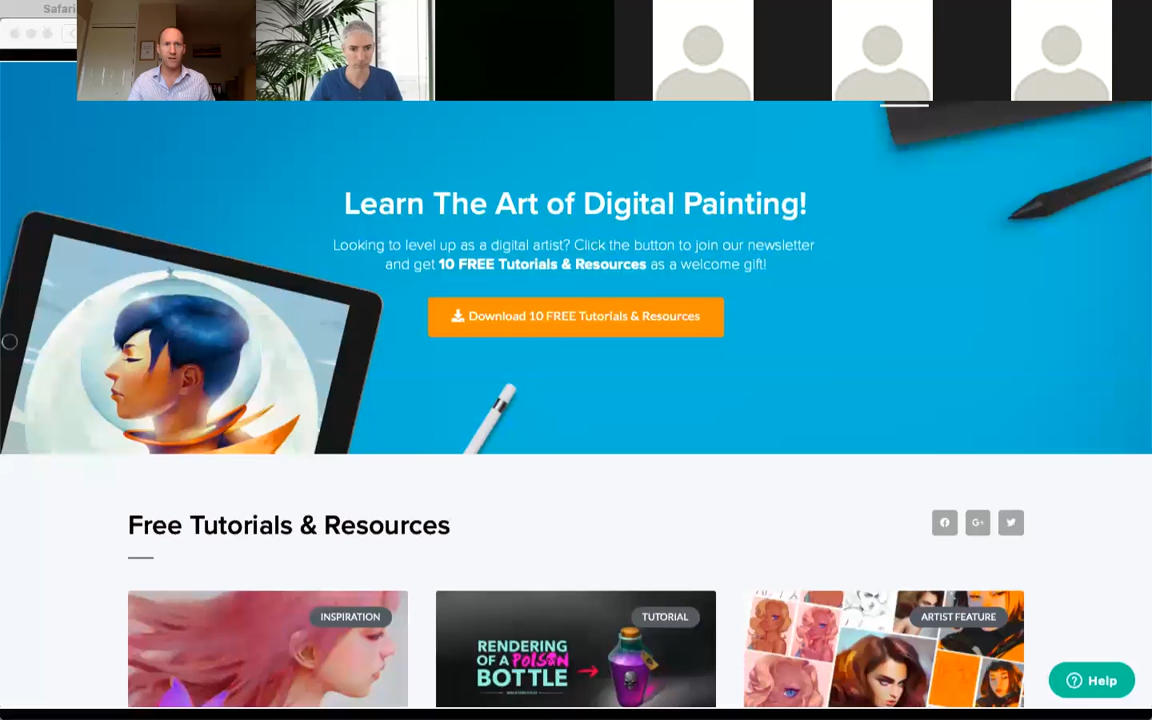 Safari
Learn The Art of Digital Painting!
Looking to level up as a digital artist? Click the button to join our newsletter
and get 10 FREE Tutorials & Resources as a welcome gift!
Download 10 FREE Tutorials & Resources
Free Tutorials & Resources
G+
INSPIRATION
TUTORIAL
ARTIST FEATURE
RENDERING
OF A POISON
BOTTLE
Help